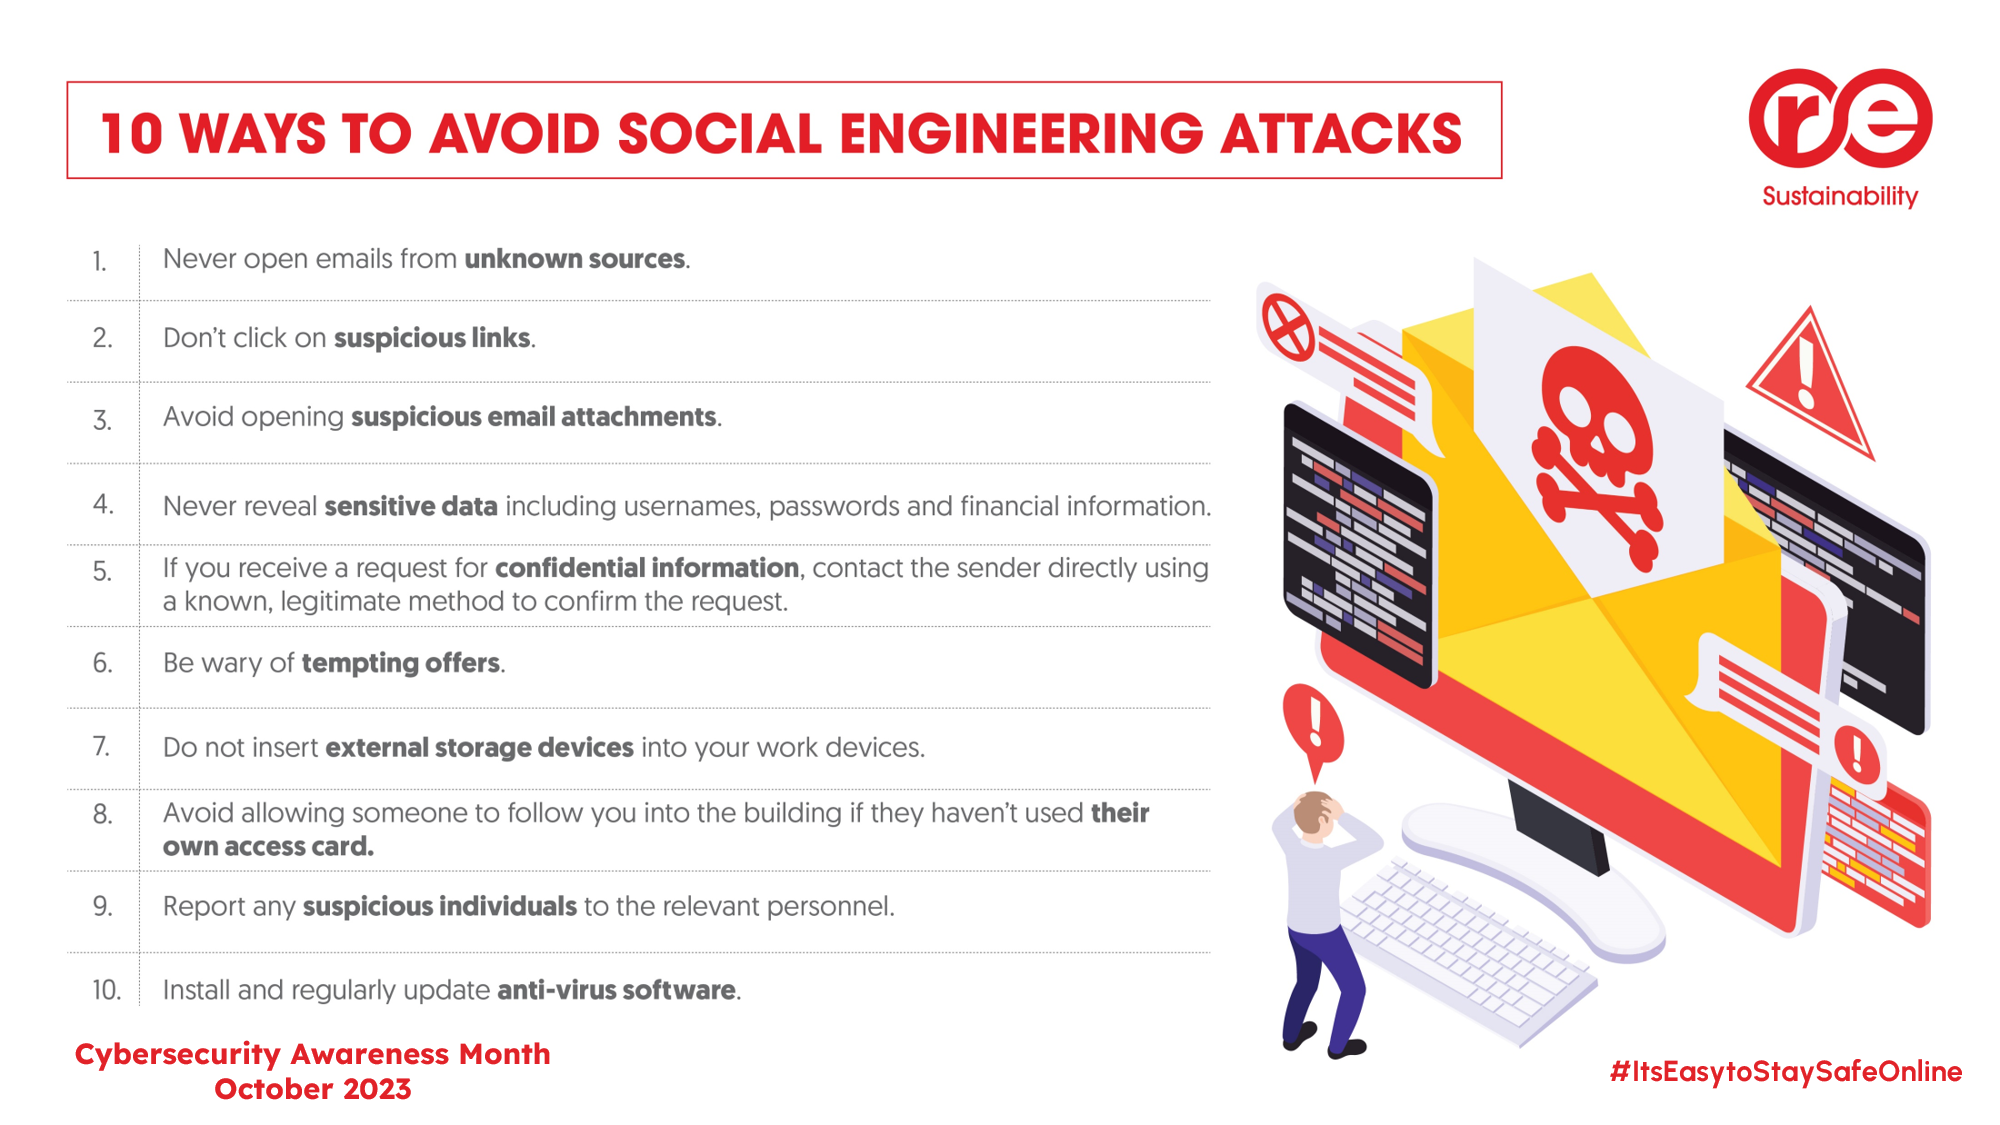 10 WAYS TO AVOID SOCIAL ENGINEERING ATTACKS
re
Sustainability
1. Never open emails from unknown sources.
2. Don't click on suspicious links.
3. Avoid opening suspicious email attachments.
4. Never reveal sensitive data including usernames, passwords and financial information.
5. If you receive a request for confidential information, contact the sender directly using
a known, legitimate method to confirm the request.
6. Be wary of tempting offers.
7. Do not insert external storage devices into your work devices.
8. Avoid allowing someone to follow you into the building if they haven't used their
own access card.
9. Report any suspicious individuals to the relevant personnel.
10. Install and regularly update anti-virus software.
Cybersecurity Awareness Month
October 2023
#ItsEasytoStaySafeOnline